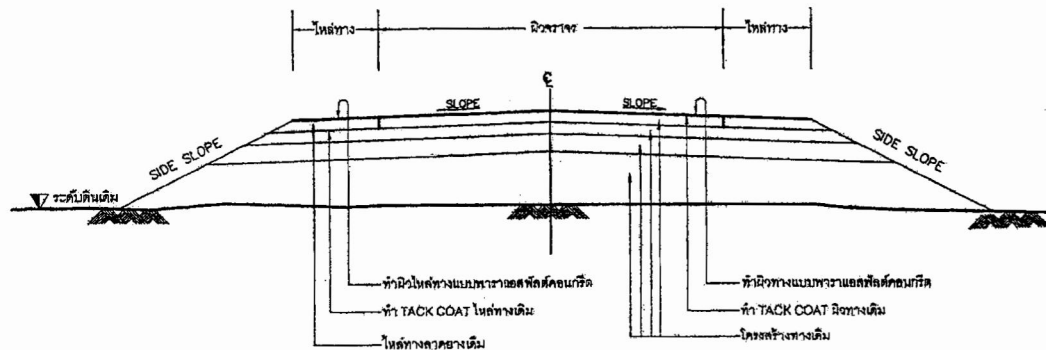 ไหล่ทาง ผิวจราจร ไหล่ทาง
℄
SLOPE SLOPE
SIDE SLOPE SIDE SLOPE
ระดับดินเดิม
ทำผิวไหล่ทางแบบพาราแอสฟัลต์คอนกรีต ทำผิวทางแบบพาราแอสฟัลต์คอนกรีต
ทำ TACK COAT ไหล่ทางเดิม ทำ TACK COAT ผิวทางเดิม
ไหล่ทางลาดยางเดิม โครงสร้างทางเดิม